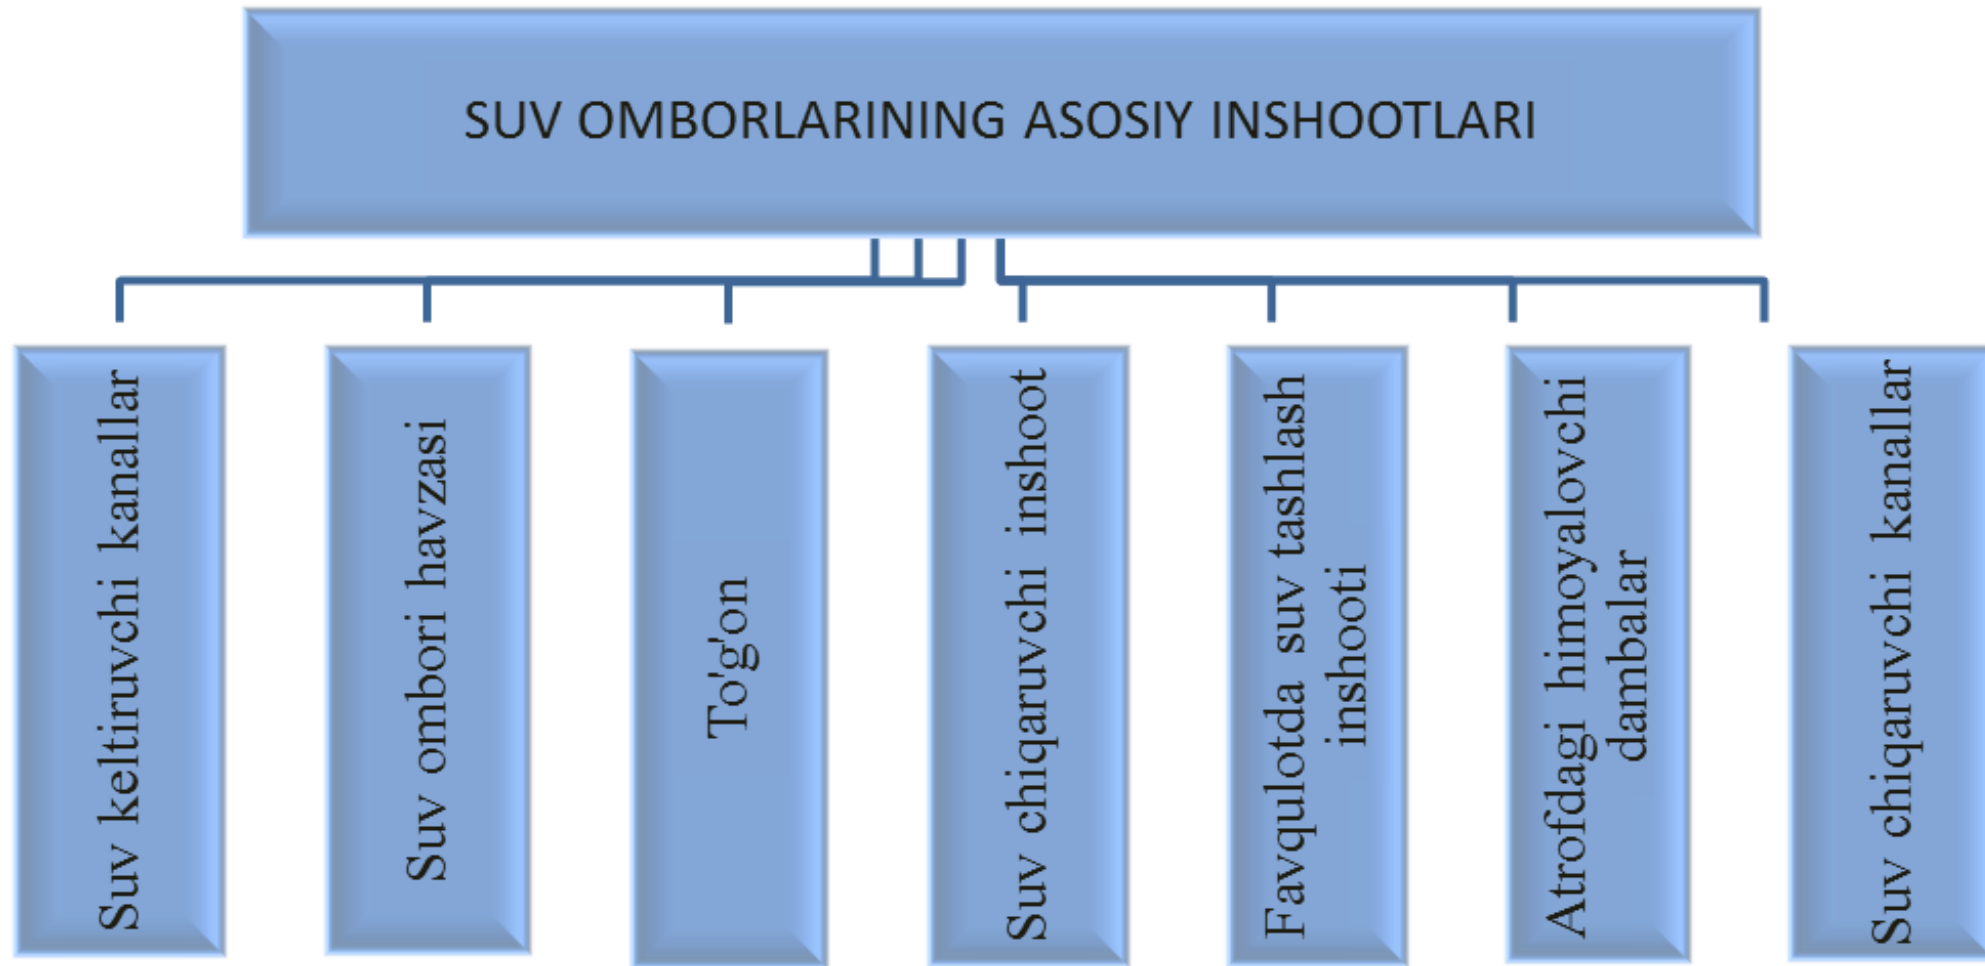 SUV OMBORLARINING ASOSIY INSHOOTLARI
Suv keltiruvchi kanallar
Suv ombori havzasi
To'g'on
Suv chiqaruvchi inshoot
Favqulotda suv tashlash
inshooti
Atrofdagi himoyalovchi
dambalar
Suv chiqaruvchi kanallar